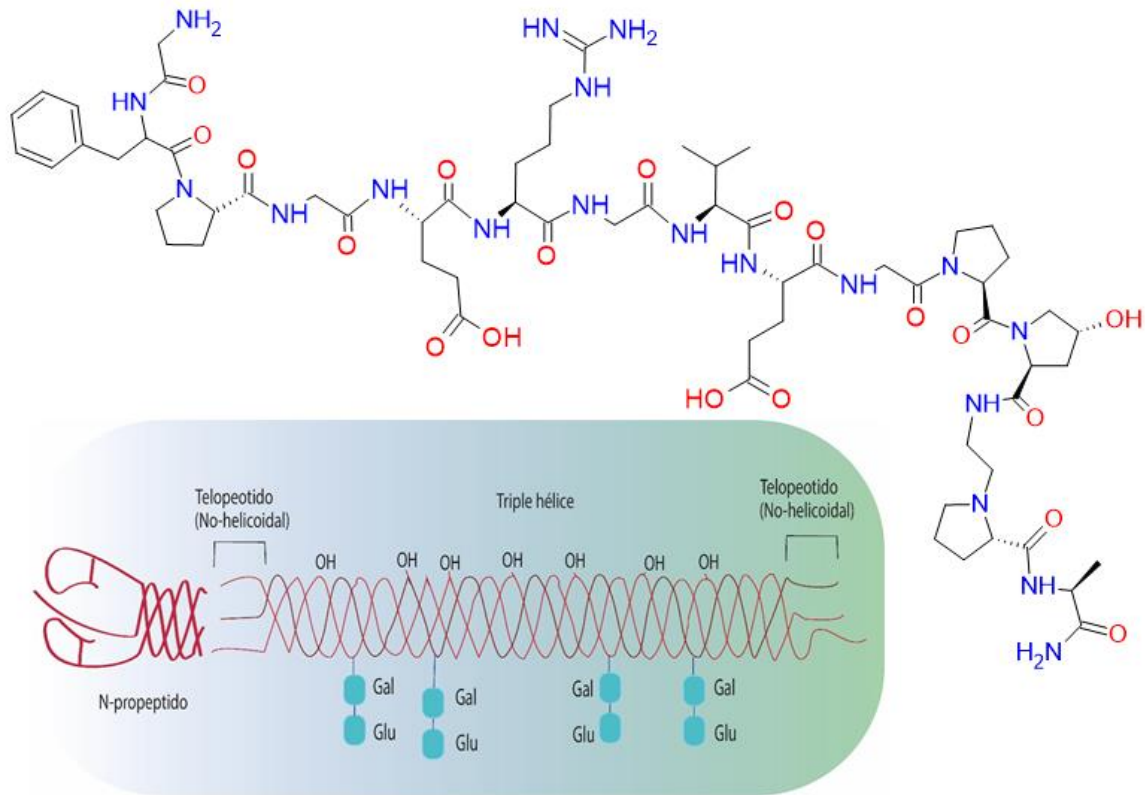 NH2
O
HN
O
N
O
NH
O
NH
O
OH
O
NH
HN
NH2
NH
O
NH
O
NH
O
HN
O
OH
O
NH
O
N
O
N
OH
O
NH
N
O
NH
O
H2N
Telopeotido
(No-helicoidal)
Triple hélice
Telopeotido
(No-helicoidal)
OH
OH
OH
OH
OH
OH
OH
N-propeptido
Gal
Glu
Gal
Glu
Gal
Glu
Gal
Glu